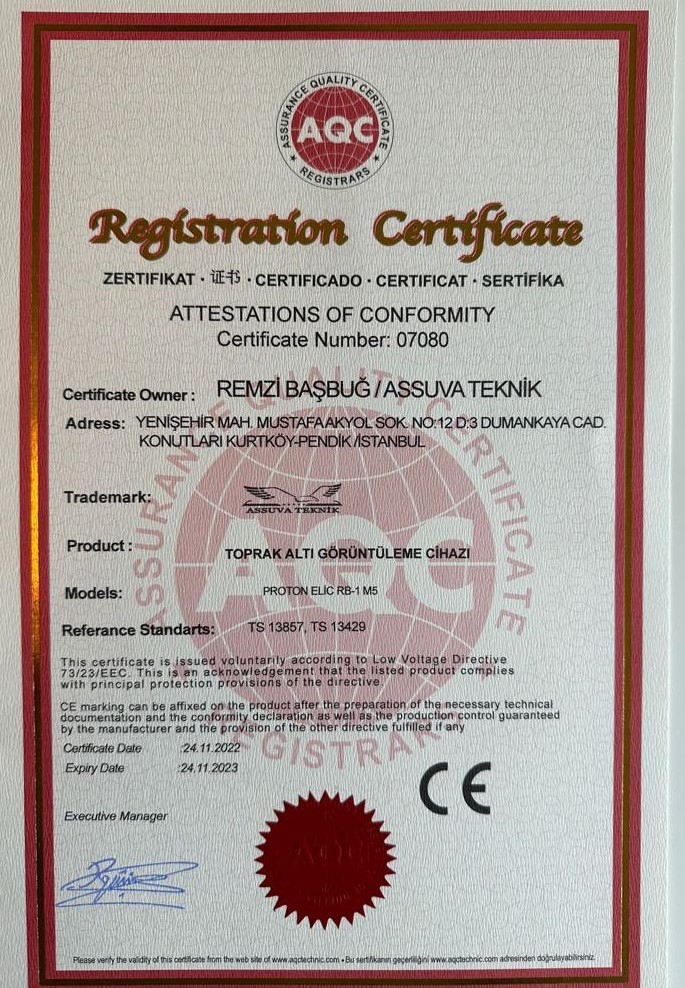 ASSURANCE QUALITY CERTIFICATE
AQC
REGISTRARS
Registration Certificate
ZERTIFIKAT · 证书 · CERTIFICADO · CERTIFICAT · SERTİFİKA
ATTESTATIONS OF CONFORMITY
Certificate Number: 07080
Certificate Owner : REMZİ BAŞBUĞ / ASSUVA TEKNİK
Adress: YENİŞEHİR MAH. MUSTAFA AKYOL SOK. NO:12 D:3 DUMANKAYA CAD.
KONUTLARI KURTKÖY-PENDİK /İSTANBUL
Trademark: ASSUVA TEKNİK
Product : TOPRAK ALTI GÖRÜNTÜLEME CİHAZI
Models: PROTON ELIC RB-1 M5
Referance Standarts: TS 13857, TS 13429
This certificate is issued voluntarily according to Low Voltage Directive
73/23/EEC. This is an acknowledgement that the listed product complies
with principal protection provisions of the directive.
CE marking can be affixed on the product after the preparation of the necessary technical
documentation and the conformity declaration as well as the production control guaranteed
by the manufacturer and the provision of the other directive fulfilled if any
Certificate Date :24.11.2022
Expiry Date :24.11.2023
CE
Executive Manager
AQC
Please verify the validity of this certificate from the web site of www.aqctechnic.com • Bu sertifikanın geçerliliğini www.aqctechnic.com adresinden doğrulayabilirsiniz.
ASSURANCE QUALITY CERTIFICATE
AQC
REGISTRARS